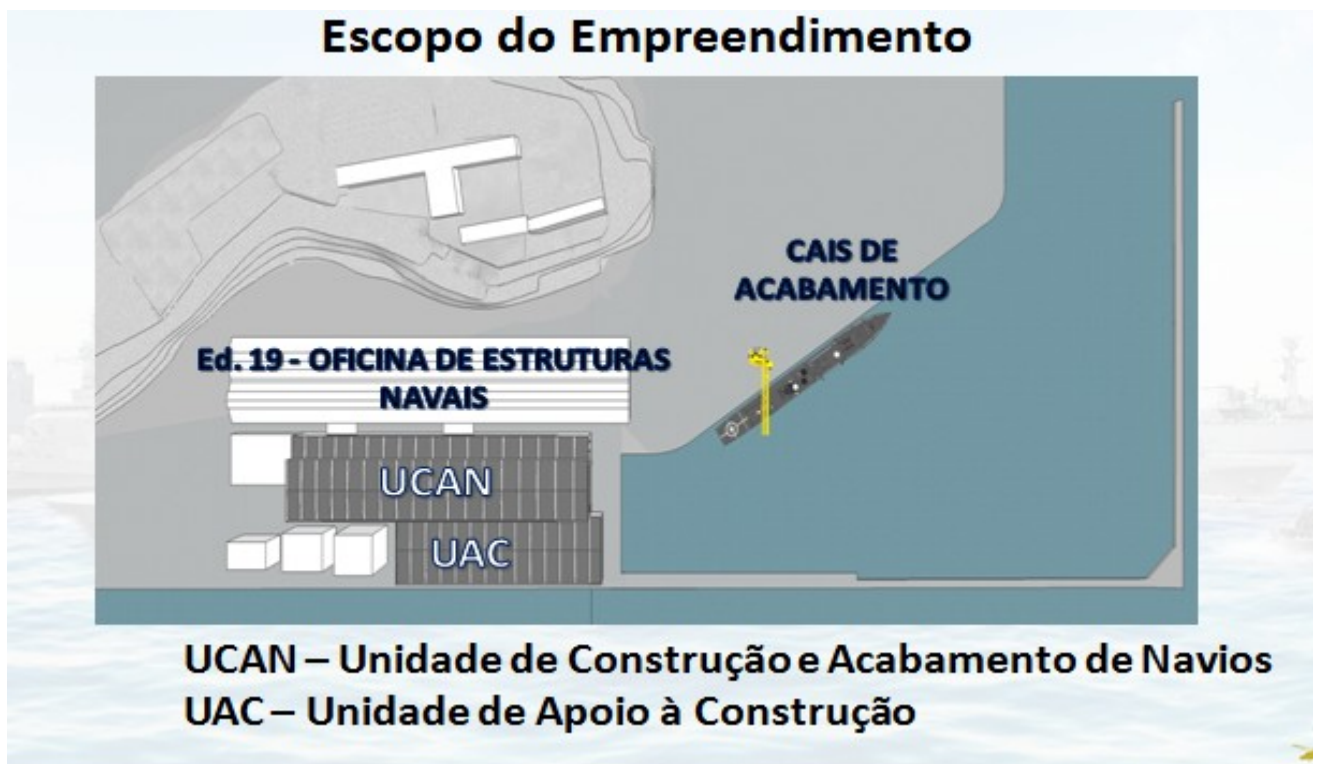 Escopo do Empreendimento
CAIS DE
ACABAMENTO
Ed. 19 - OFICINA DE ESTRUTURAS
NAVAIS
UCAN
UAC
UCAN – Unidade de Construção e Acabamento de Navios
UAC – Unidade de Apoio à Construção